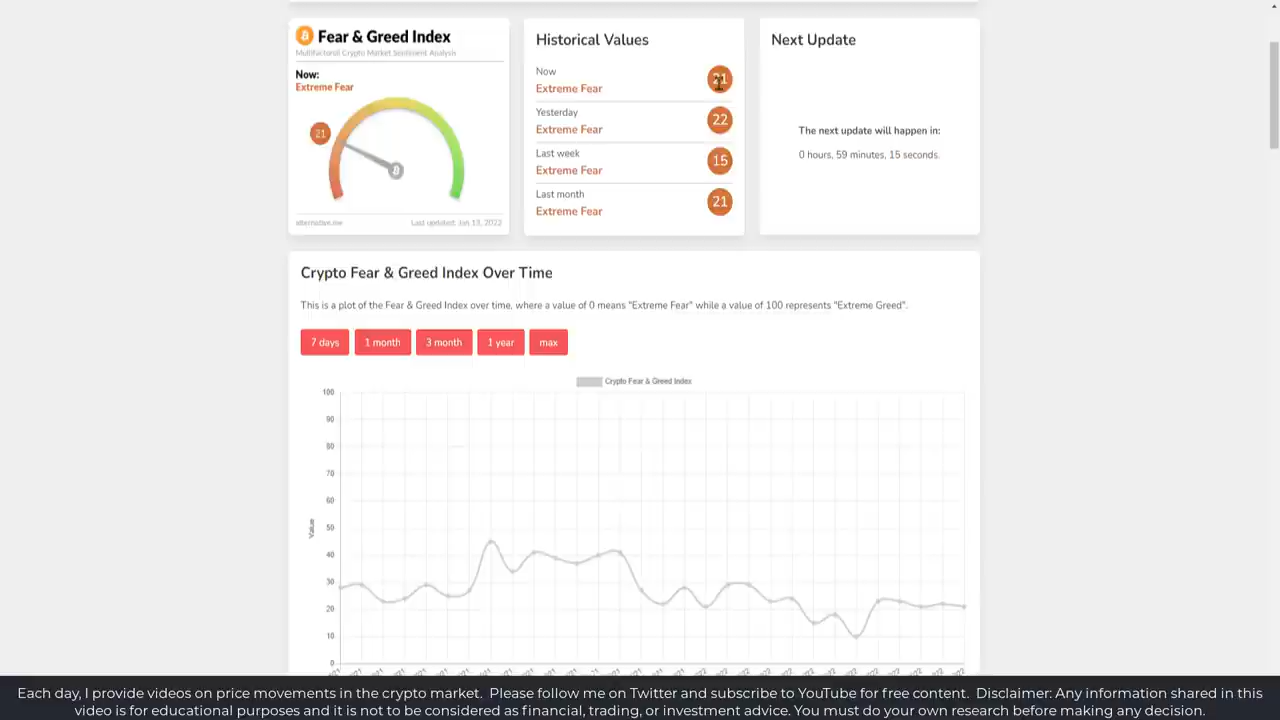 Fear & Greed Index
Multifactorial Crypto Market Sentiment Analysis
Now:
Extreme Fear
21
alternative.me
Last updated: Jan 13, 2022
Historical Values
Now
Extreme Fear
21
Yesterday
Extreme Fear
22
Last week
Extreme Fear
15
Last month
Extreme Fear
21
Next Update
The next update will happen in:
0 hours, 59 minutes, 15 seconds.
Crypto Fear & Greed Index Over Time
This is a plot of the Fear & Greed Index over time, where a value of 0 means "Extreme Fear" while a value of 100 represents "Extreme Greed".
7 days 1 month 3 month 1 year max
Crypto Fear & Greed Index
100
90
80
70
60
50
40
30
20
10
0
Value
Each day, I provide videos on price movements in the crypto market. Please follow me on Twitter and subscribe to YouTube for free content. Disclaimer: Any information shared in this
video is for educational purposes and it is not to be considered as financial, trading, or investment advice. You must do your own research before making any decision.